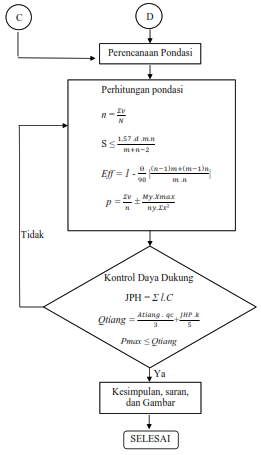 C
D
Perencanaan Pondasi
Perhitungan pondasi
n = Σv/N
S ≤ 1,57 .d .m.n/m+n−2
Eff = 1 - θ/90 |(n−1)m+(m−1)n/m .n|
p = Σv/n ± My.Xmax/ny.Σx²
Tidak
Kontrol Daya Dukung
JPH = Σ l.C
Qtiang = Atiang . qc/3 + JHP .k/5
Pmax ≤ Qtiang
Ya
Kesimpulan, saran,
dan Gambar
SELESAI